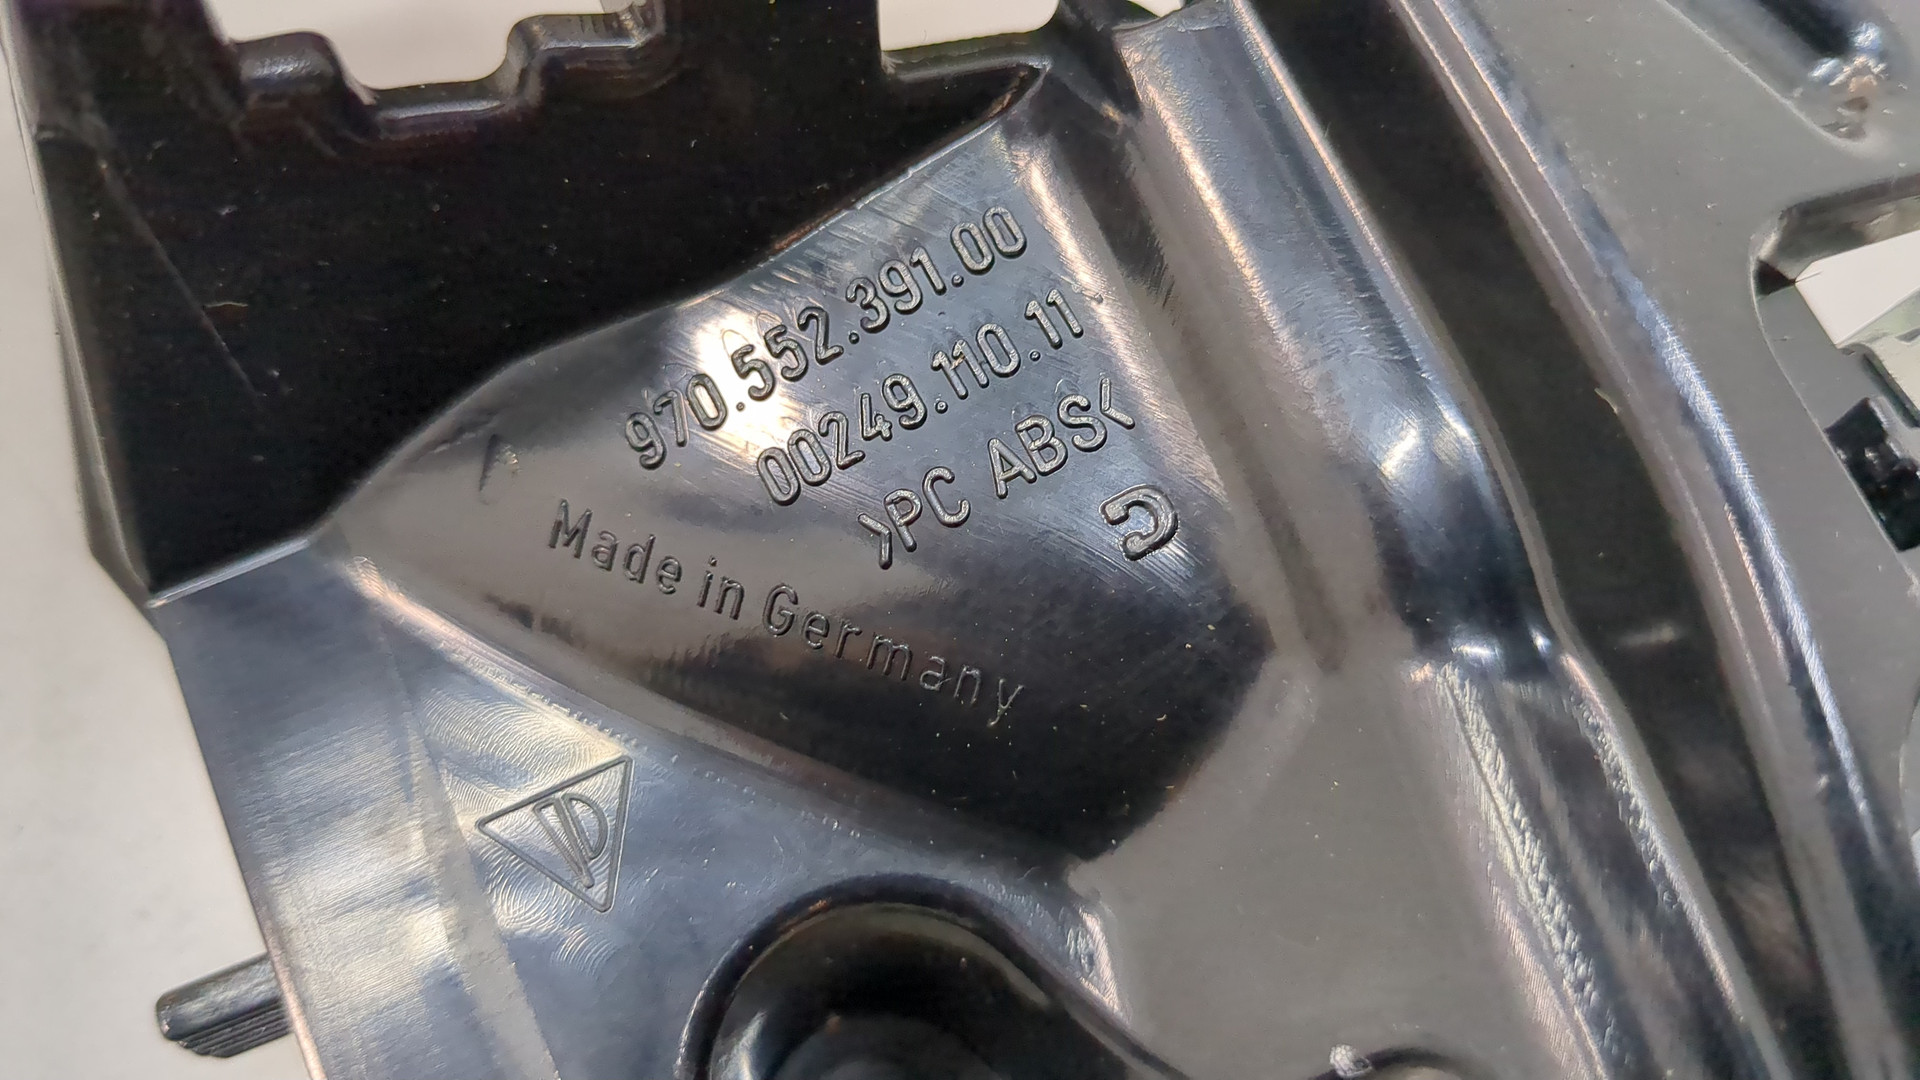 970.552.391.00
00249.110.11
>PC ABS<
Made in Germany